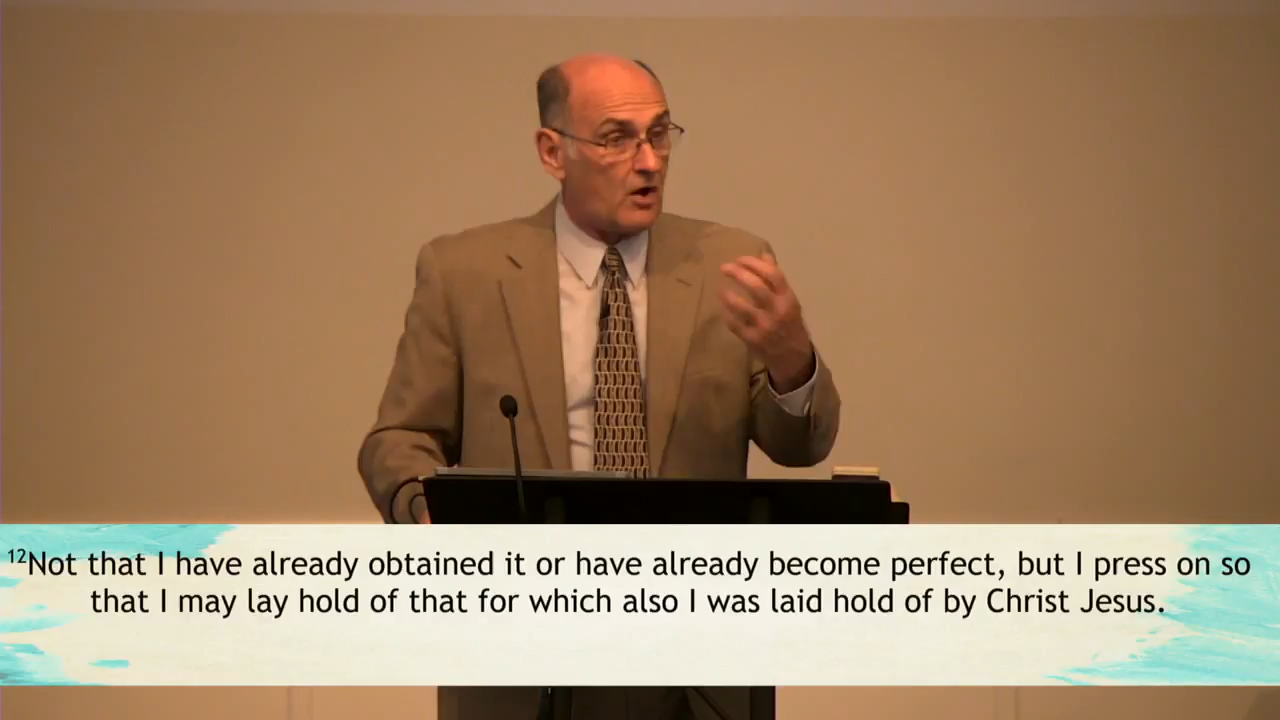 12Not that I have already obtained it or have already become perfect, but I press on so
that I may lay hold of that for which also I was laid hold of by Christ Jesus.